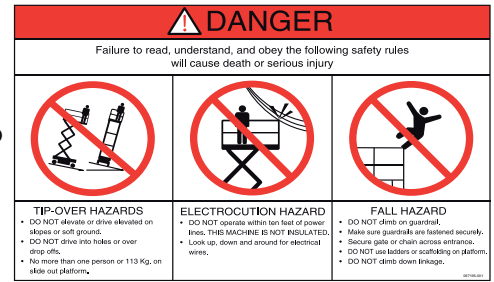 DANGER
Failure to read, understand, and obey the following safety rules
will cause death or serious injury
TIP-OVER HAZARDS
• DO NOT elevate or drive elevated on
slopes or soft ground.
• DO NOT drive into holes or over
drop offs.
• No more than one person or 113 Kg. on
slide out platform.
ELECTROCUTION HAZARD
• DO NOT operate within ten feet of power
lines. THIS MACHINE IS NOT INSULATED.
• Look up, down and around for electrical
wires.
FALL HAZARD
• DO NOT climb on guardrail.
• Make sure guardrails are fastened securely.
• Secure gate or chain across entrance.
• DO NOT use ladders or scaffolding on platform.
• DO NOT climb down linkage.